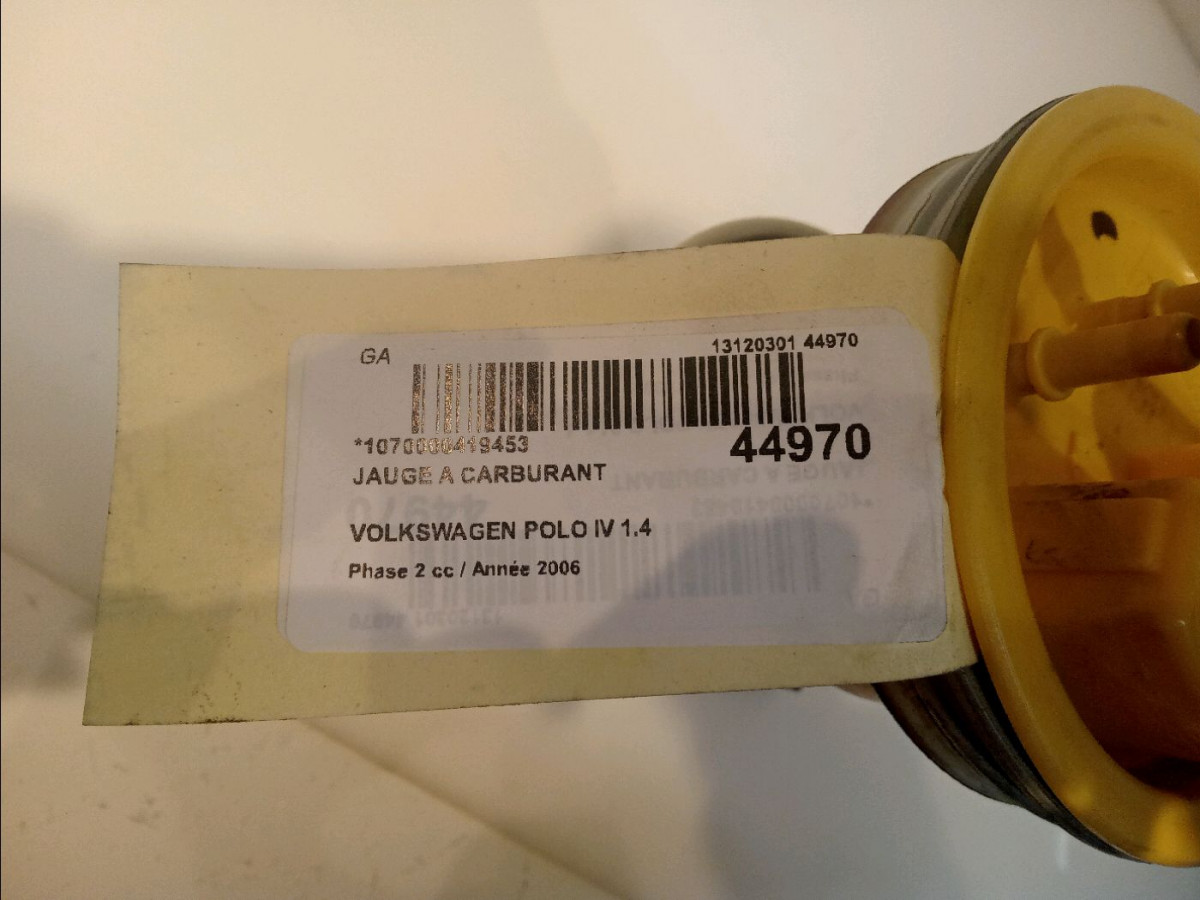 GA 13120301 44970
*1070000419453
44970
JAUGE A CARBURANT
VOLKSWAGEN POLO IV 1.4
Phase 2 cc / Année 2006